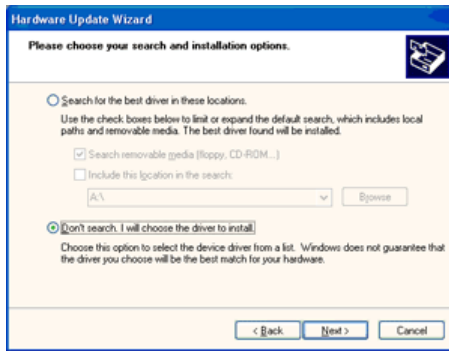 Hardware Update Wizard
Please choose your search and installation options.
Search for the best driver in these locations.
Use the check boxes below to limit or expand the default search, which includes local
paths and removable media. The best driver found will be installed.
Search removable media (floppy, CD-ROM...)
Include this location in the search:
A:\
Browse
Don't search. I will choose the driver to install.
Choose this option to select the device driver from a list. Windows does not guarantee that
the driver you choose will be the best match for your hardware.
< Back Next > Cancel